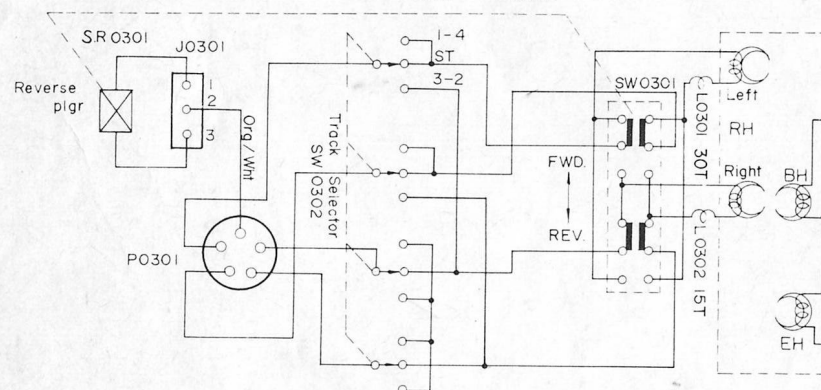 S.R 0301
J0301
1
2
3
Reverse
plgr
Org / Wht
P0301
1-4
ST
3-2
Track Selector
SW 0302
SW0301
FWD.
REV.
L0301 30T
L0302 15T
Left
RH
Right
BH
EH